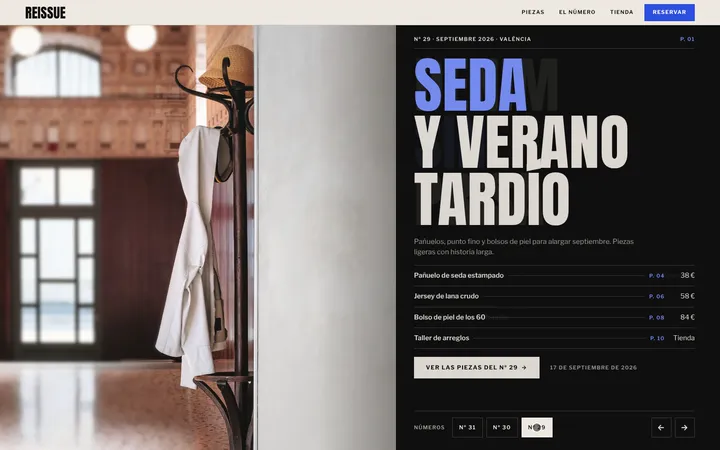 REISSUE
PIEZAS EL NÚMERO TIENDA RESERVAR
Nº 29 · SEPTIEMBRE 2026 · VALÈNCIA P. 01
SEDA
Y VERANO
TARDÍO
Pañuelos, punto fino y bolsos de piel para alargar septiembre. Piezas
ligeras con historia larga.
Pañuelo de seda estampado P. 04 38 €
Jersey de lana crudo P. 06 58 €
Bolso de piel de los 60 P. 08 84 €
Taller de arreglos P. 10 Tienda
VER LAS PIEZAS DEL Nº 29 → 17 DE SEPTIEMBRE DE 2026
NÚMEROS Nº 31 Nº 30 ← →